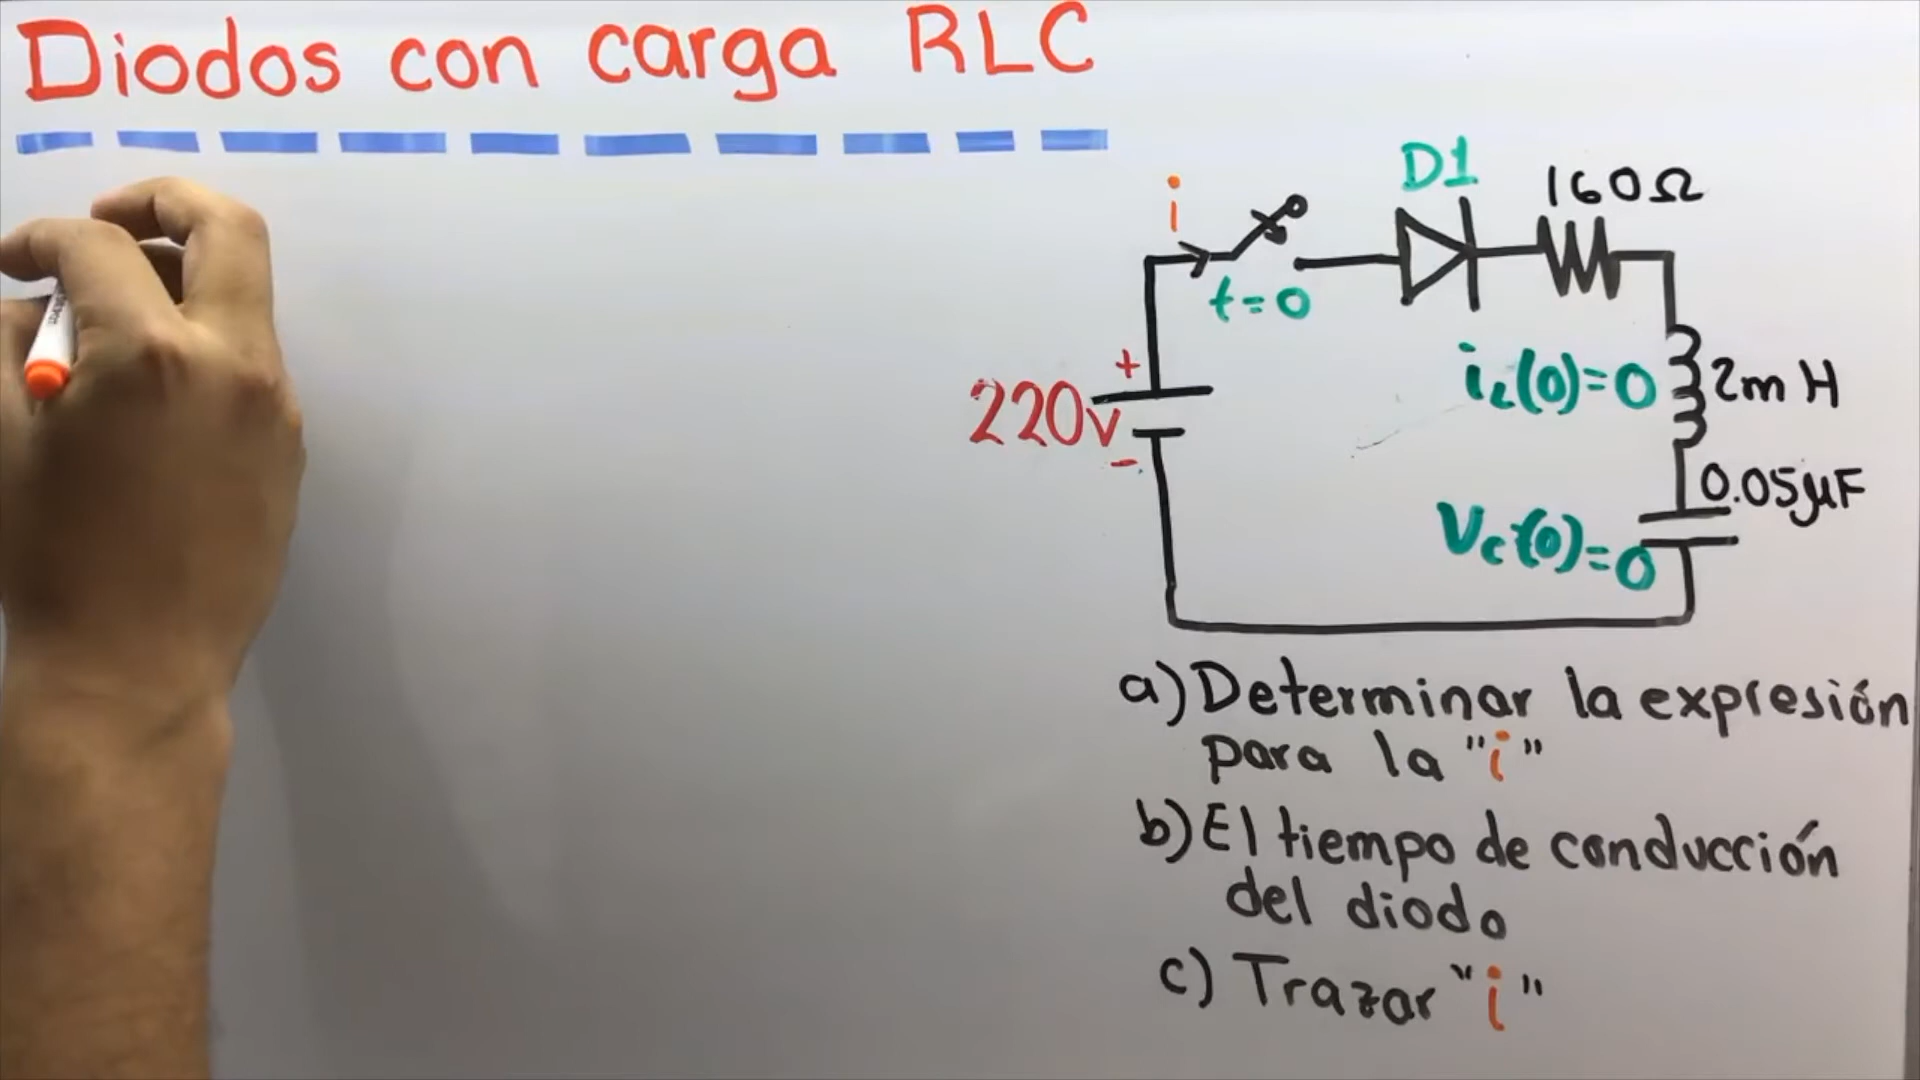 Diodos con carga RLC
D1
160Ω
i
t=0
+
220v
-
iL(0)=0
2mH
0.05μF
Vc(0)=0
a) Determinar la expresión
para la "i"
b) El tiempo de conducción
del diodo
c) Trazar "i"